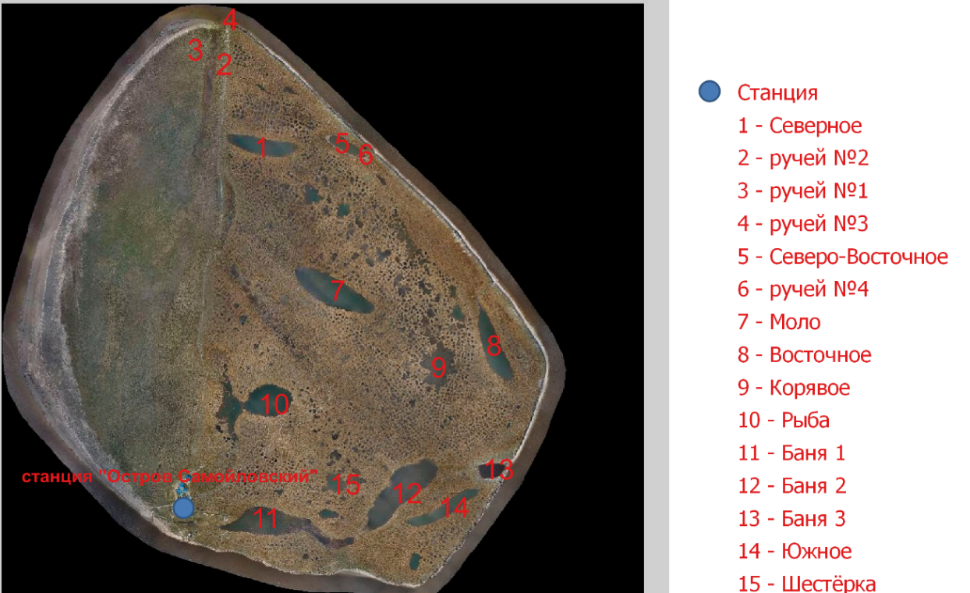 4
3
2
1
5
6
7
8
9
10
станция "Остров Самойловский"
15
13
12
14
11
Станция
1 - Северное
2 - ручей №2
3 - ручей №1
4 - ручей №3
5 - Северо-Восточное
6 - ручей №4
7 - Моло
8 - Восточное
9 - Корявое
10 - Рыба
11 - Баня 1
12 - Баня 2
13 - Баня 3
14 - Южное
15 - Шестёрка